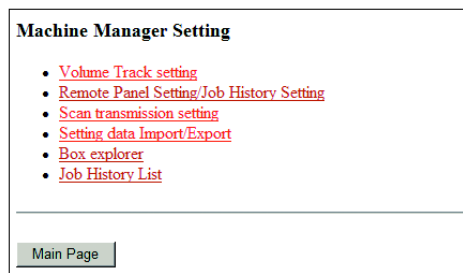 Machine Manager Setting
Volume Track setting
Remote Panel Setting/Job History Setting
Scan transmission setting
Setting data Import/Export
Box explorer
Job History List
Main Page